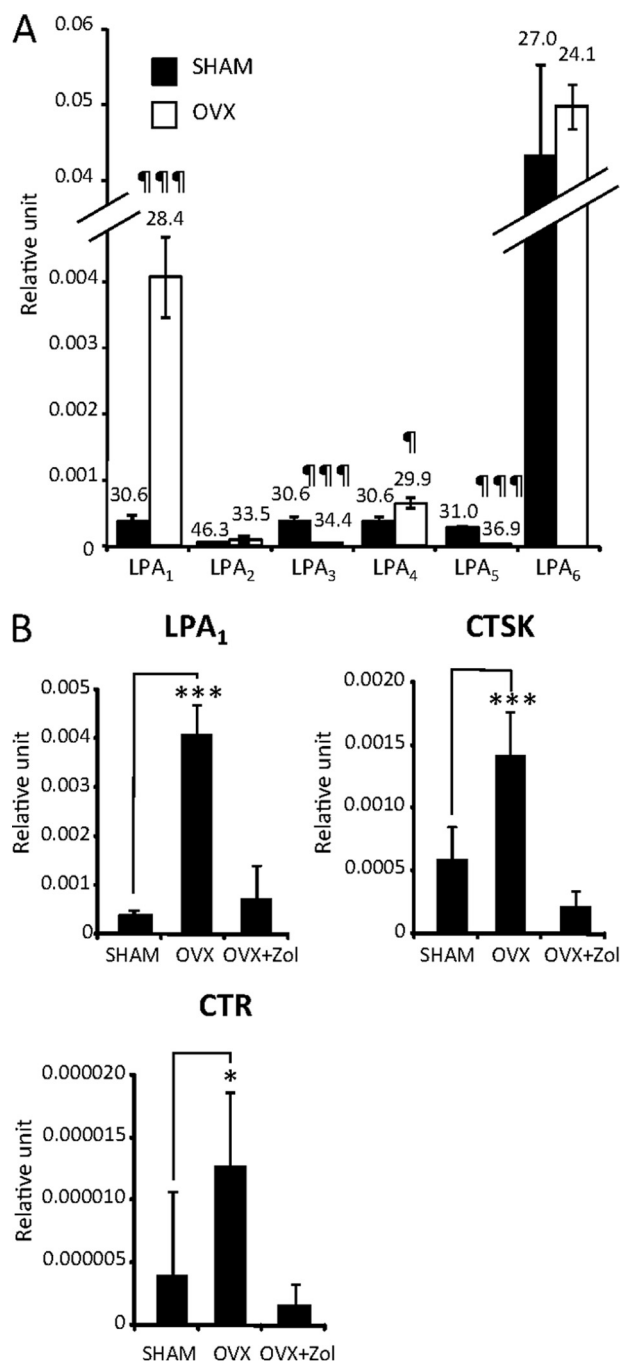 A
0.06
0.05
0.04
0.004
0.003
0.002
0.001
0
Relative unit
SHAM
OVX
¶¶¶
28.4
30.6
46.3
33.5
¶¶¶
30.6
34.4
¶
30.6
29.9
¶¶¶
31.0
36.9
27.0
24.1
LPA₁ LPA₂ LPA₃ LPA₄ LPA₅ LPA₆
B
LPA₁
0.005
0.004
0.003
0.002
0.001
0
Relative unit
***
SHAM OVX OVX+Zol
CTSK
0.0020
0.0015
0.0010
0.0005
0
Relative unit
***
SHAM OVX OVX+Zol
CTR
0.000020
0.000015
0.000010
0.000005
0
Relative unit
*
SHAM OVX OVX+Zol